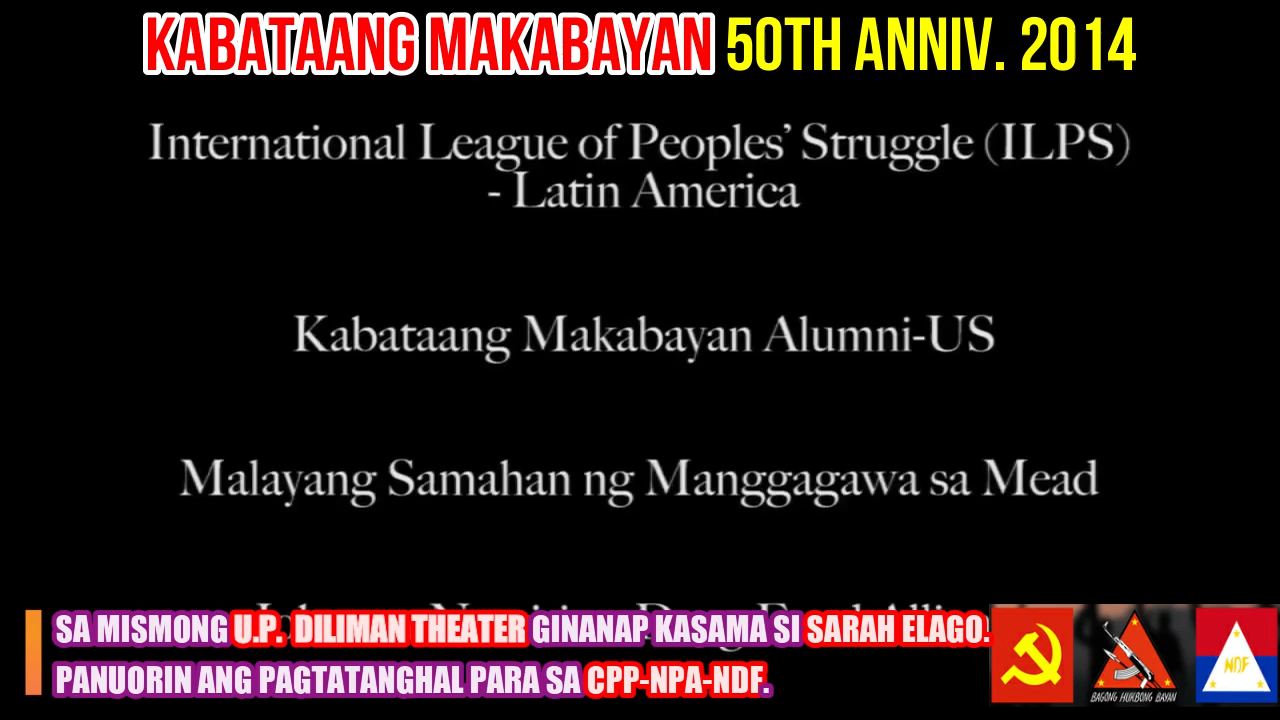 KABATAANG MAKABAYAN 50TH ANNIV. 2014
International League of Peoples' Struggle (ILPS)
- Latin America
Kabataang Makabayan Alumni-US
Malayang Samahan ng Manggagawa sa Mead
SA MISMONG U.P. DILIMAN THEATER GINANAP KASAMA SI SARAH ELAGO.
PANUORIN ANG PAGTATANGHAL PARA SA CPP-NPA-NDF.
BAGONG HUKBONG BAYAN
NDF